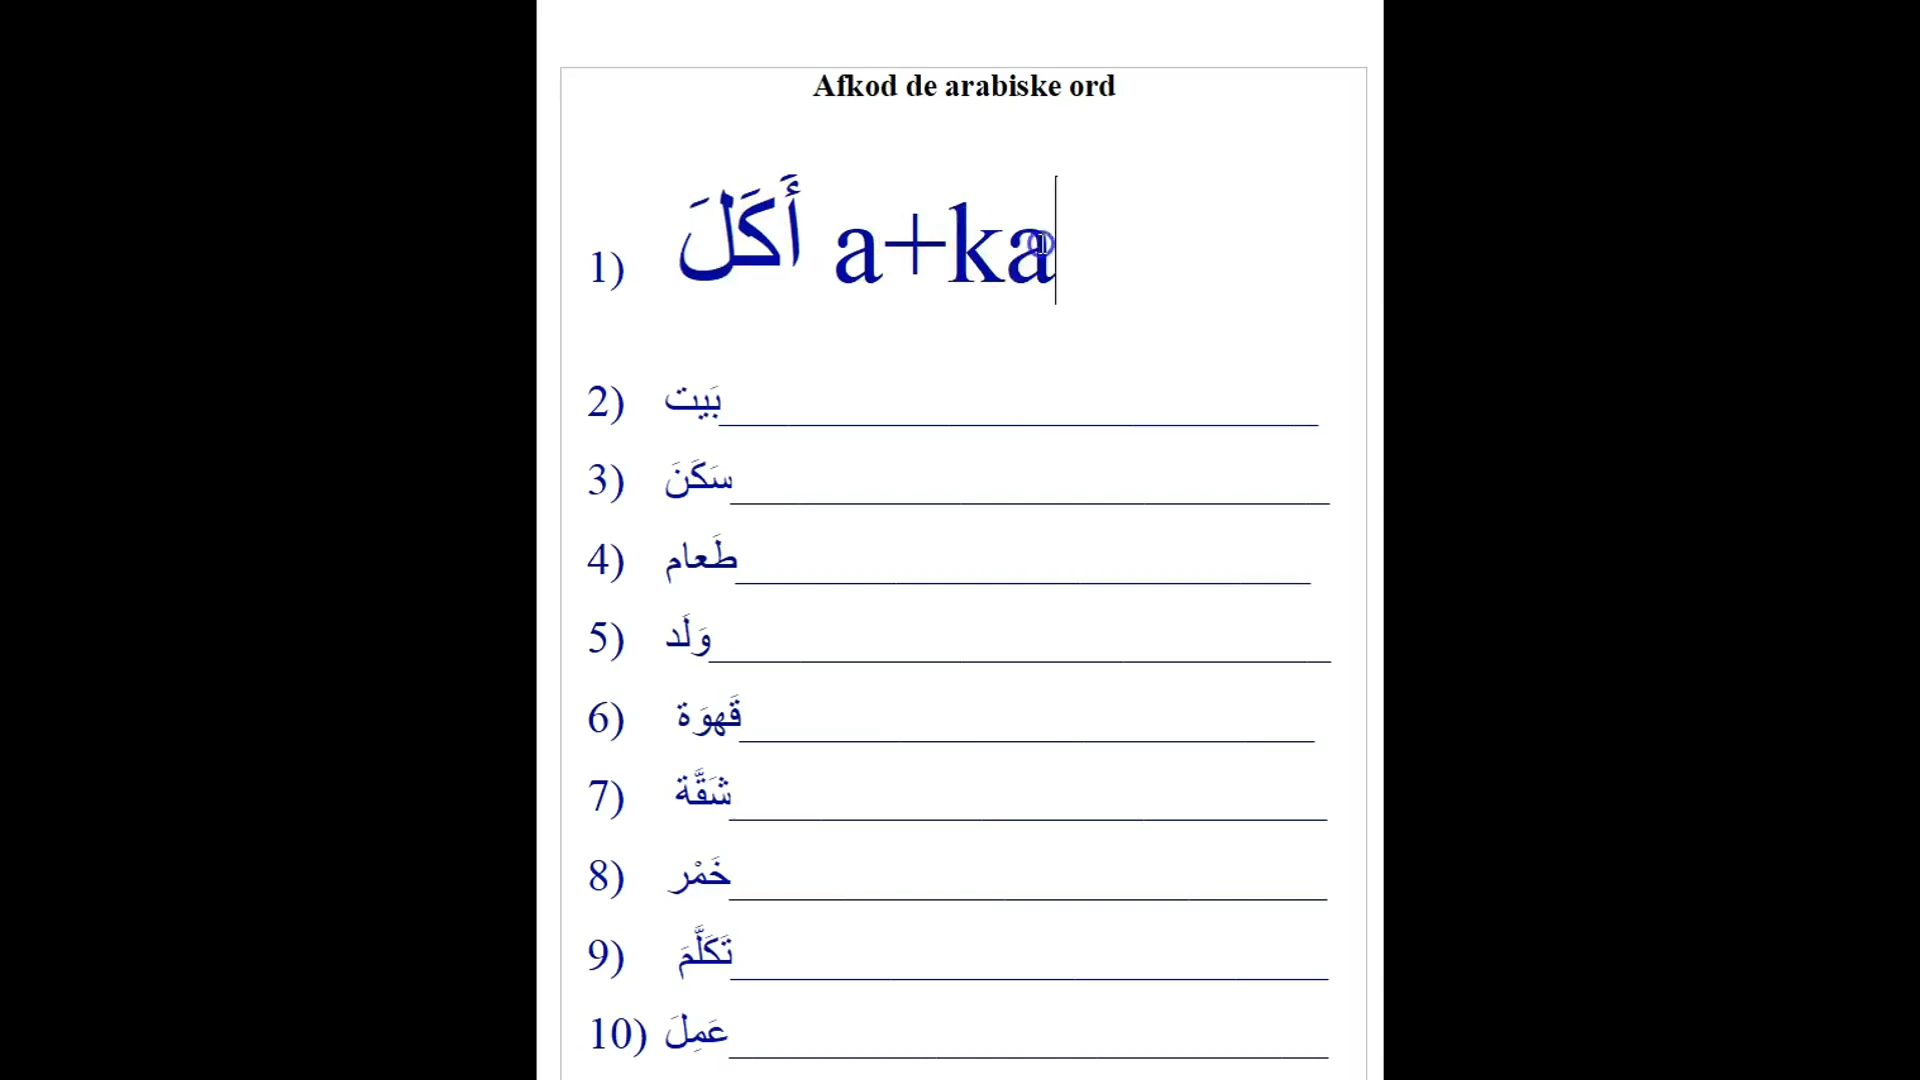 Afkod de arabiske ord
1) أَكَلَ a+ka
2) بَيت
3) سَكَنَ
4) طَعام
5) وَلَد
6) قَهوَة
7) شَقَّة
8) خَمْر
9) تَكَلَّمَ
10) عَمِلَ